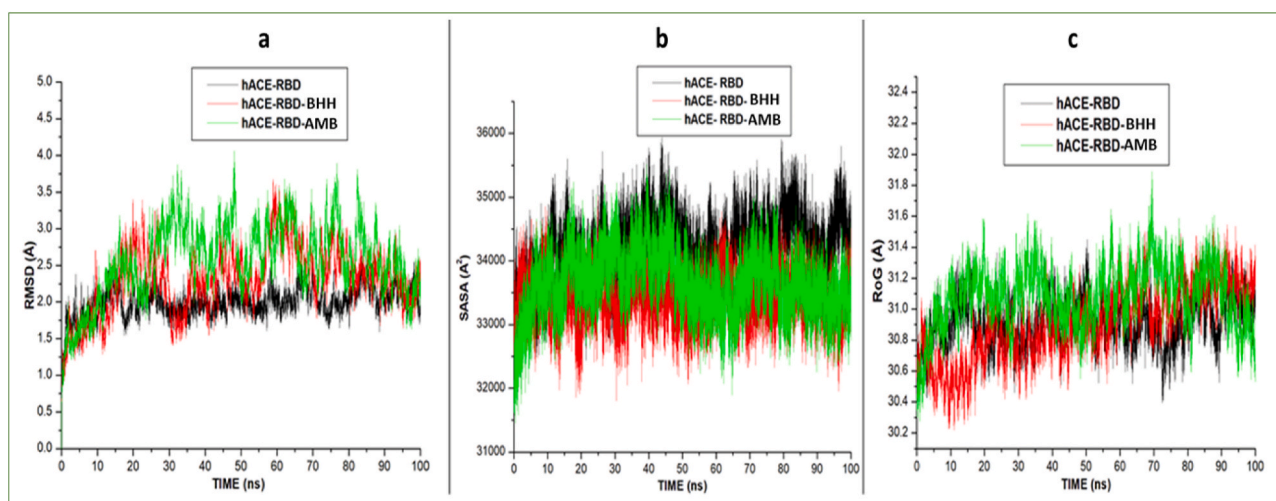 a
hACE-RBD
hACE-RBD-BHH
hACE-RBD-AMB
5.0
4.5
4.0
3.5
3.0
2.5
2.0
1.5
1.0
0.5
0.0
RMSD (Å)
0 10 20 30 40 50 60 70 80 90 100
TIME (ns)
b
hACE- RBD
hACE- RBD-BHH
hACE- RBD-AMB
36000
35000
34000
33000
32000
31000
SASA (A²)
0 10 20 30 40 50 60 70 80 90 100
TIME (ns)
c
hACE-RBD
hACE-RBD-BHH
hACE-RBD-AMB
32.4
32.2
32.0
31.8
31.6
31.4
31.2
31.0
30.8
30.6
30.4
30.2
RoG (Å)
0 10 20 30 40 50 60 70 80 90 100
TIME (ns)